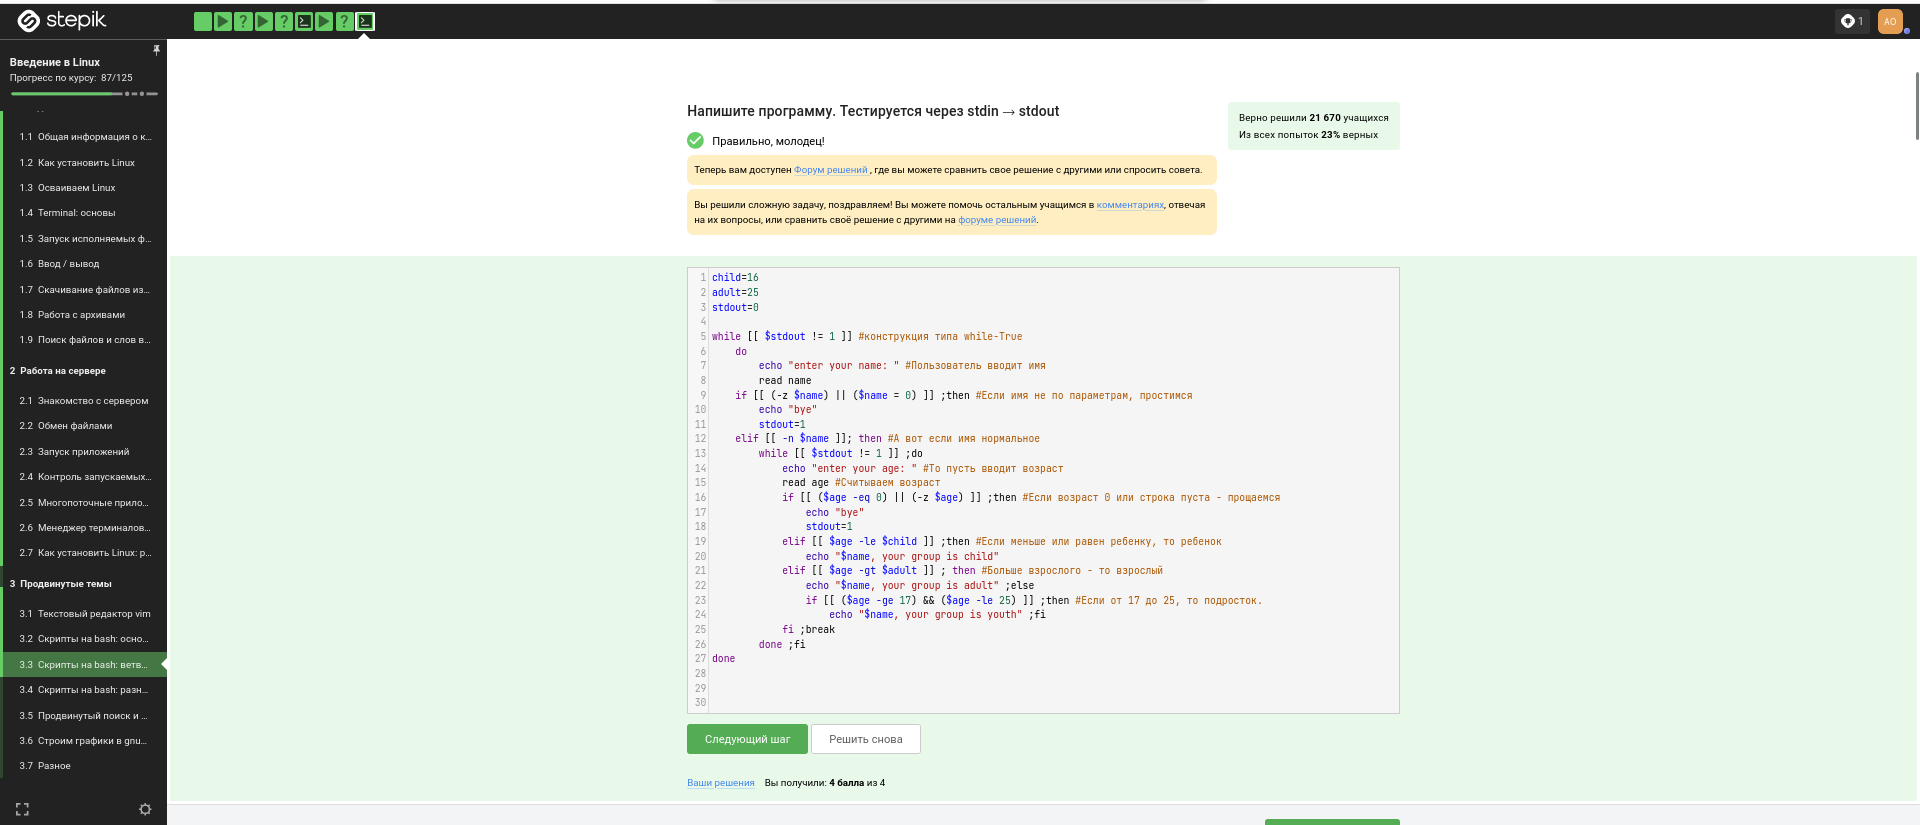 stepik
1
AO
Введение в Linux
Прогресс по курсу: 87/125
1.1 Общая информация о к...
1.2 Как установить Linux
1.3 Осваиваем Linux
1.4 Terminal: основы
1.5 Запуск исполняемых ф...
1.6 Ввод / вывод
1.7 Скачивание файлов из...
1.8 Работа с архивами
1.9 Поиск файлов и слов в...
2 Работа на сервере
2.1 Знакомство с сервером
2.2 Обмен файлами
2.3 Запуск приложений
2.4 Контроль запускаемых...
2.5 Многопоточные прило...
2.6 Менеджер терминалов...
2.7 Как установить Linux: р...
3 Продвинутые темы
3.1 Текстовый редактор vim
3.2 Скрипты на bash: осно...
3.3 Скрипты на bash: ветв...
3.4 Скрипты на bash: разн...
3.5 Продвинутый поиск и ...
3.6 Строим графики в gnu...
3.7 Разное
Напишите программу. Тестируется через stdin → stdout
Правильно, молодец!
Теперь вам доступен Форум решений , где вы можете сравнить свое решение с другими или спросить совета.
Вы решили сложную задачу, поздравляем! Вы можете помочь остальным учащимся в комментариях, отвечая
на их вопросы, или сравнить своё решение с другими на форуме решений.
Верно решили 21 670 учащихся
Из всех попыток 23% верных
1 child=16
2 adult=25
3 stdout=0
4
5 while [[ $stdout != 1 ]] #конструкция типа while-True
6     do
7         echo "enter your name: " #Пользователь вводит имя
8         read name
9     if [[ (-z $name) || ($name = 0) ]] ;then #Если имя не по параметрам, простимся
10         echo "bye"
11         stdout=1
12     elif [[ -n $name ]]; then #А вот если имя нормальное
13         while [[ $stdout != 1 ]] ;do
14             echo "enter your age: " #То пусть вводит возраст
15             read age #Считываем возраст
16             if [[ ($age -eq 0) || (-z $age) ]] ;then #Если возраст 0 или строка пуста - прощаемся
17                 echo "bye"
18                 stdout=1
19             elif [[ $age -le $child ]] ;then #Если меньше или равен ребенку, то ребенок
20                 echo "$name, your group is child"
21             elif [[ $age -gt $adult ]] ; then #Больше взрослого - то взрослый
22                 echo "$name, your group is adult" ;else
23                 if [[ ($age -ge 17) && ($age -le 25) ]] ;then #Если от 17 до 25, то подросток.
24                     echo "$name, your group is youth" ;fi
25             fi ;break
26         done ;fi
27 done
28
29
30
Следующий шаг
Решить снова
Ваши решения Вы получили: 4 балла из 4